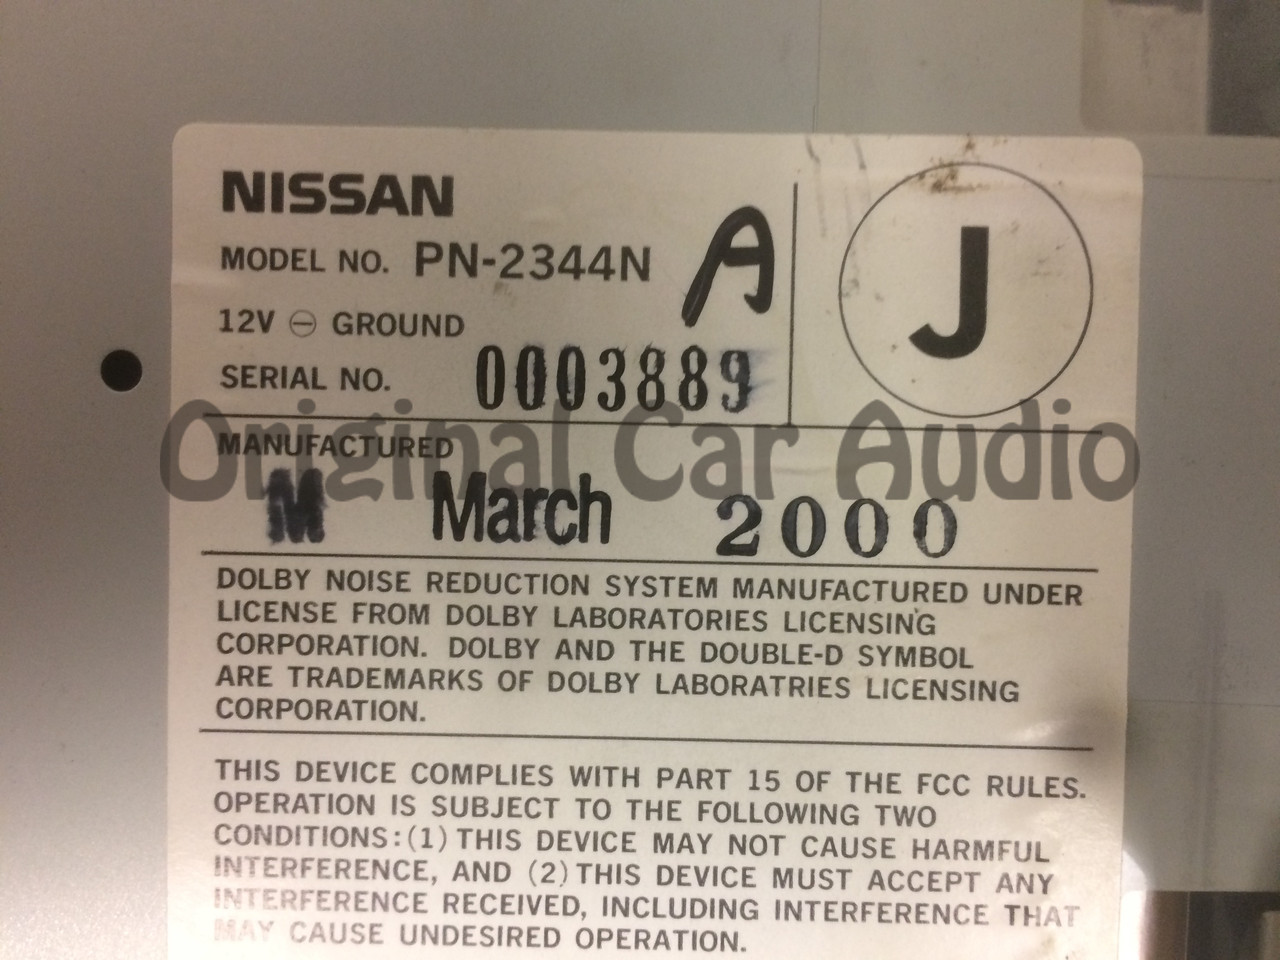 NISSAN
MODEL NO. PN-2344N A
J
12V ⊖ GROUND
SERIAL NO. 0003889
Original Car Audio
MANUFACTURED
M March 2000
DOLBY NOISE REDUCTION SYSTEM MANUFACTURED UNDER
LICENSE FROM DOLBY LABORATORIES LICENSING
CORPORATION. DOLBY AND THE DOUBLE-D SYMBOL
ARE TRADEMARKS OF DOLBY LABORATRIES LICENSING
CORPORATION.
THIS DEVICE COMPLIES WITH PART 15 OF THE FCC RULES.
OPERATION IS SUBJECT TO THE FOLLOWING TWO
CONDITIONS:(1) THIS DEVICE MAY NOT CAUSE HARMFUL
INTERFERENCE, AND (2) THIS DEVICE MUST ACCEPT ANY
INTERFERENCE RECEIVED, INCLUDING INTERFERENCE THAT
MAY CAUSE UNDESIRED OPERATION.